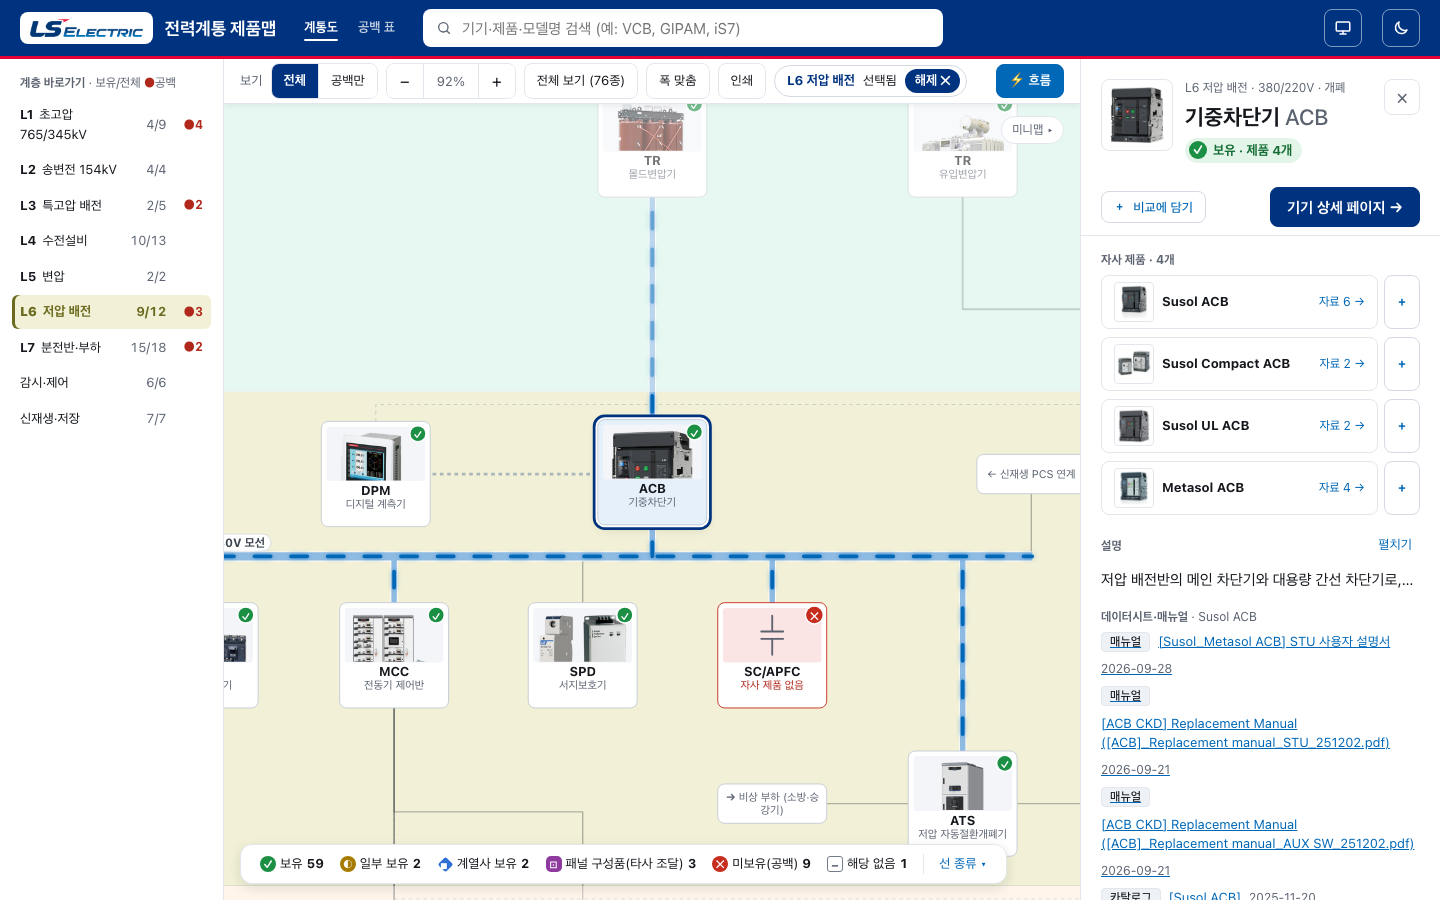 LS ELECTRIC
전력계통 제품맵
계통도
공백 표
기기·제품·모델명 검색 (예: VCB, GIPAM, iS7)
계층 바로가기 · 보유/전체 공백
L1 초고압 765/345kV 4/9 4
L2 송변전 154kV 4/4
L3 특고압 배전 2/5 2
L4 수전설비 10/13
L5 변압 2/2
L6 저압 배전 9/12 3
L7 분전반·부하 15/18 2
감시·제어 6/6
신재생·저장 7/7
보기 전체 공백만 − 92% + 전체 보기 (76종) 폭 맞춤 인쇄 L6 저압 배전 선택됨 해제 × ⚡ 흐름
미니맵 ▸
TR
몰드변압기
TR
유입변압기
DPM
디지털 계측기
ACB
기중차단기
← 신재생 PCS 연계
0V 모선
기
MCC
전동기 제어반
SPD
서지보호기
SC/APFC
자사 제품 없음
→ 비상 부하 (소방·승
강기)
ATS
저압 자동절환개폐기
보유 59 일부 보유 2 계열사 보유 2 패널 구성품(타사 조달) 3 미보유(공백) 9 해당 없음 1 선 종류 ▾
L6 저압 배전 · 380/220V · 개폐
기중차단기 ACB
보유 · 제품 4개
×
+ 비교에 담기
기기 상세 페이지 →
자사 제품 · 4개
Susol ACB 자료 6 → +
Susol Compact ACB 자료 2 → +
Susol UL ACB 자료 2 → +
Metasol ACB 자료 4 → +
설명 펼치기
저압 배전반의 메인 차단기와 대용량 간선 차단기로,...
데이터시트·매뉴얼 · Susol ACB
매뉴얼 [Susol_Metasol ACB] STU 사용자 설명서
2026-09-28
매뉴얼
[ACB CKD] Replacement Manual
([ACB]_Replacement manual_STU_251202.pdf)
2026-09-21
매뉴얼
[ACB CKD] Replacement Manual
([ACB]_Replacement manual_AUX SW_251202.pdf)
2026-09-21
카탈로그 [Susol ACB] 2025-11-20